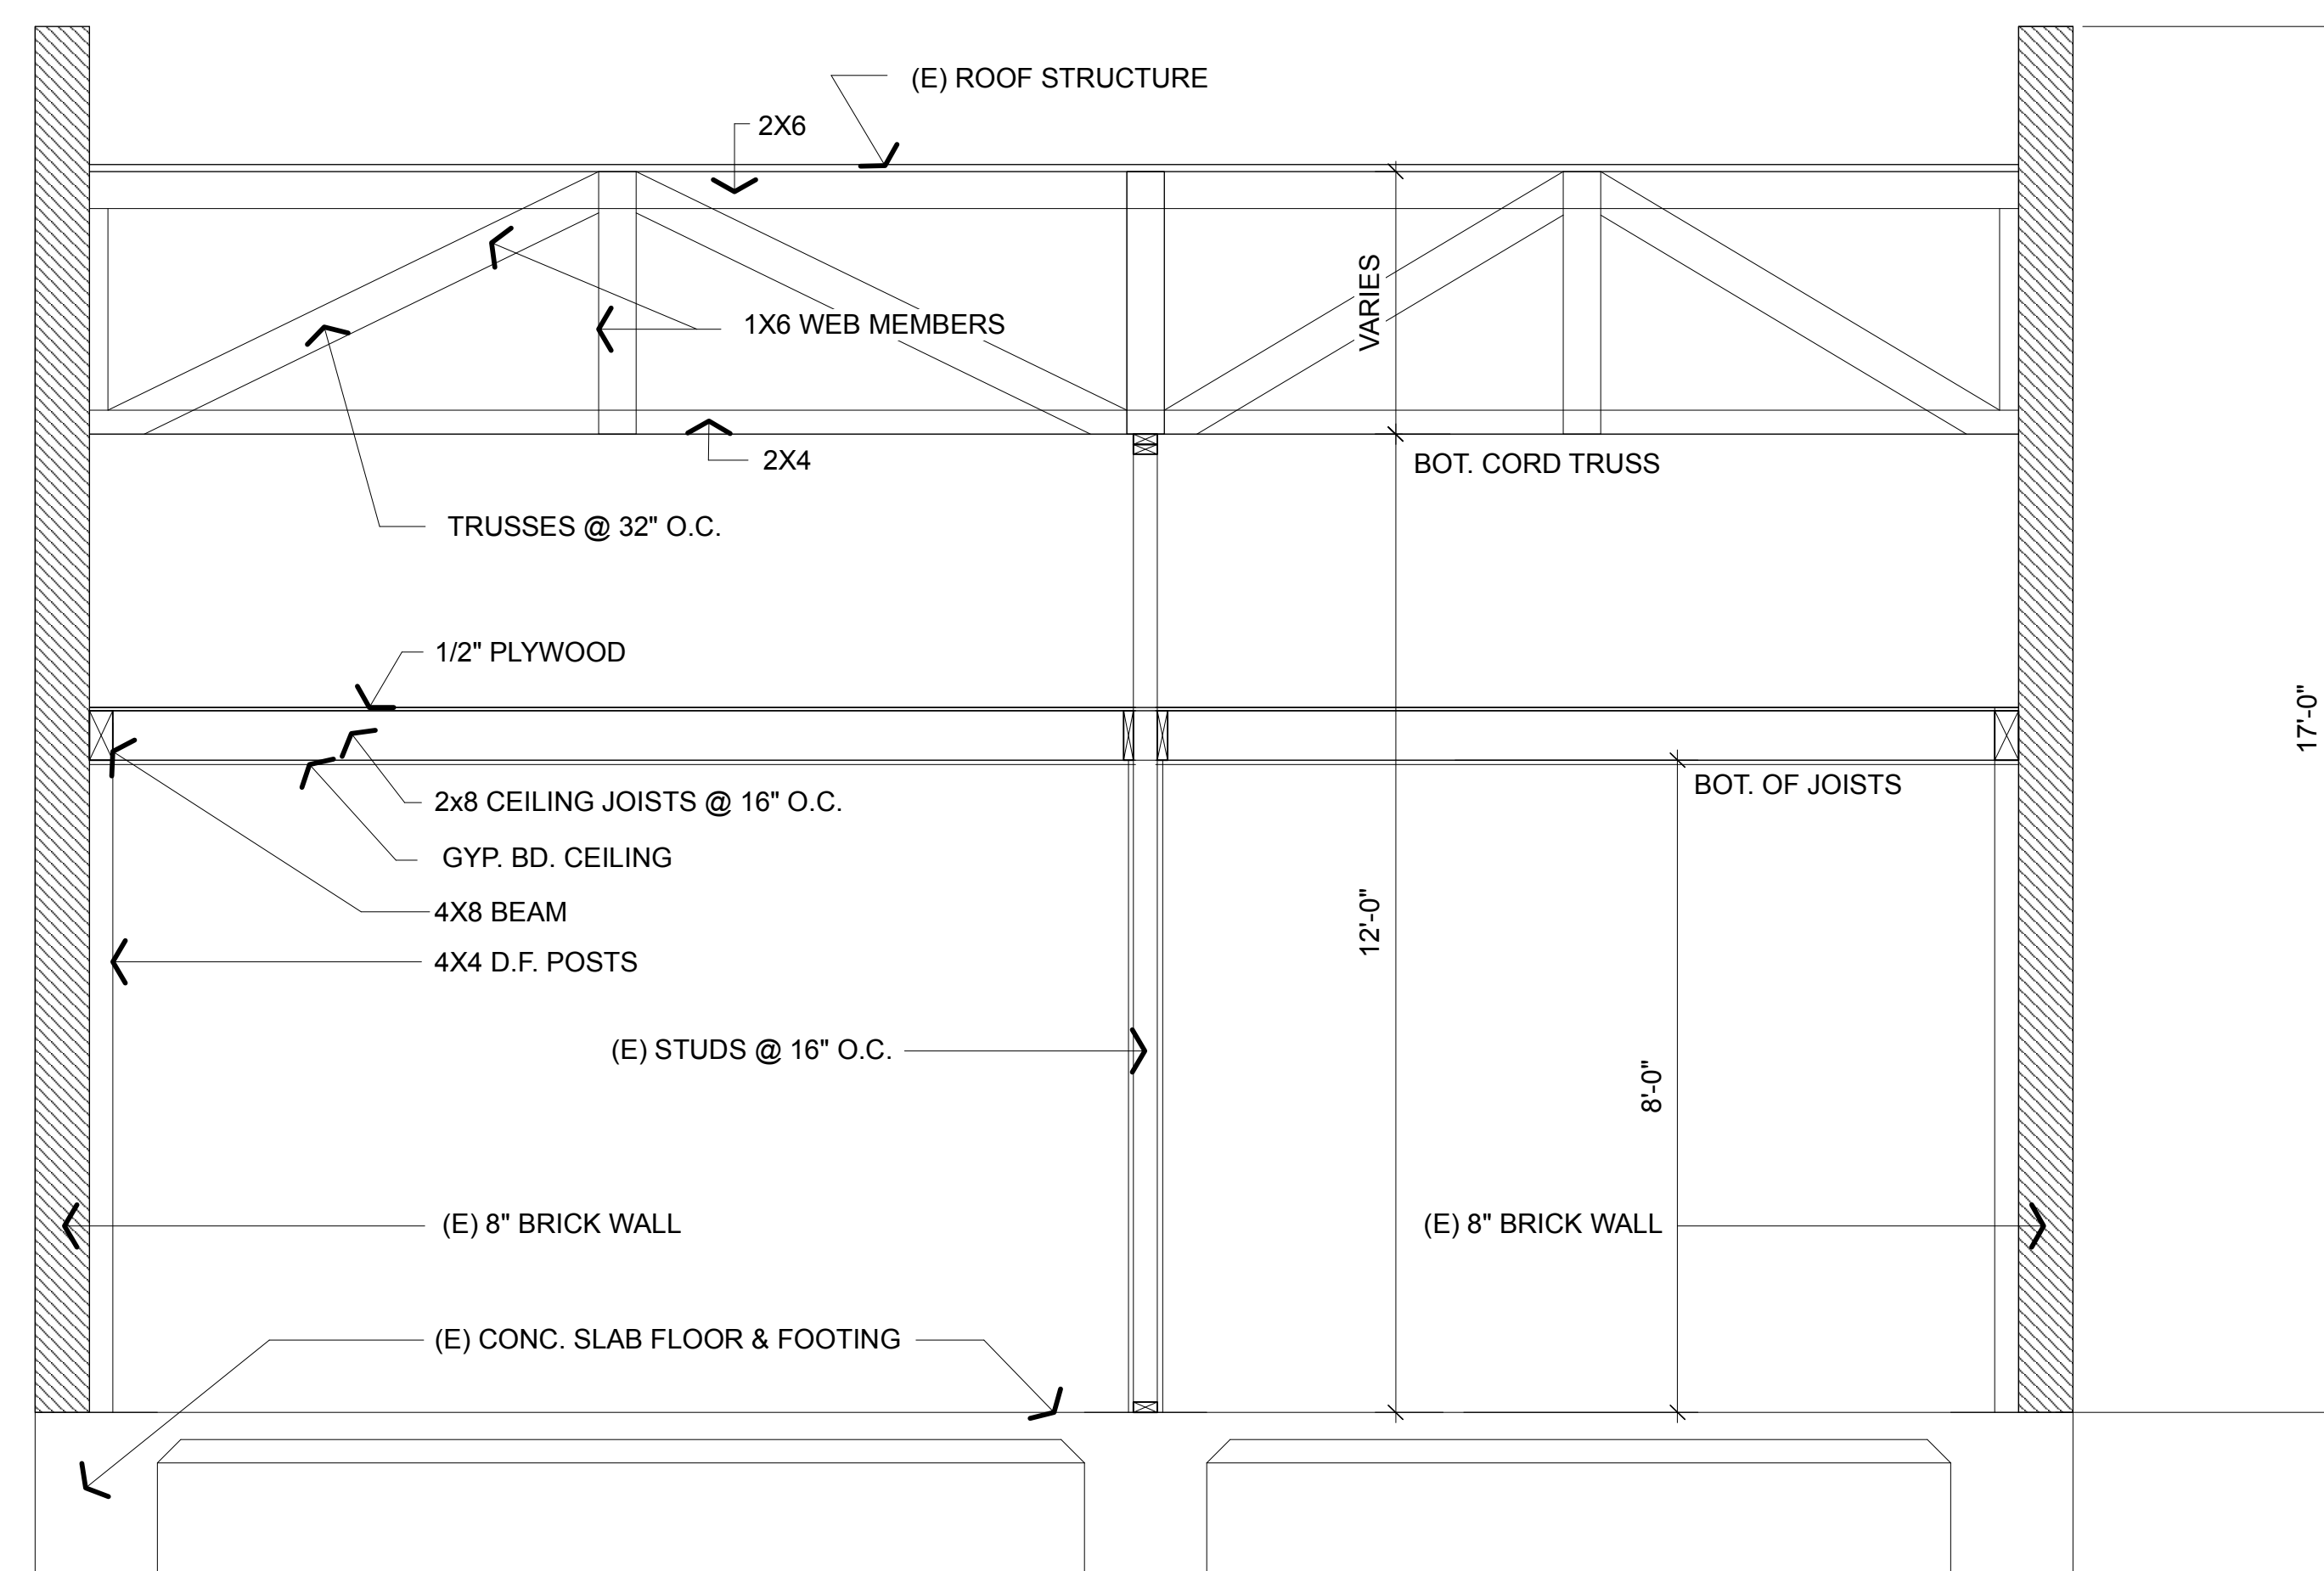 (E) ROOF STRUCTURE
2X6
1X6 WEB MEMBERS
VARIES
2X4
BOT. CORD TRUSS
TRUSSES @ 32" O.C.
1/2" PLYWOOD
17'-0"
BOT. OF JOISTS
2x8 CEILING JOISTS @ 16" O.C.
GYP. BD. CEILING
4X8 BEAM
12'-0"
4X4 D.F. POSTS
(E) STUDS @ 16" O.C.
8'-0"
(E) 8" BRICK WALL
(E) 8" BRICK WALL
(E) CONC. SLAB FLOOR & FOOTING